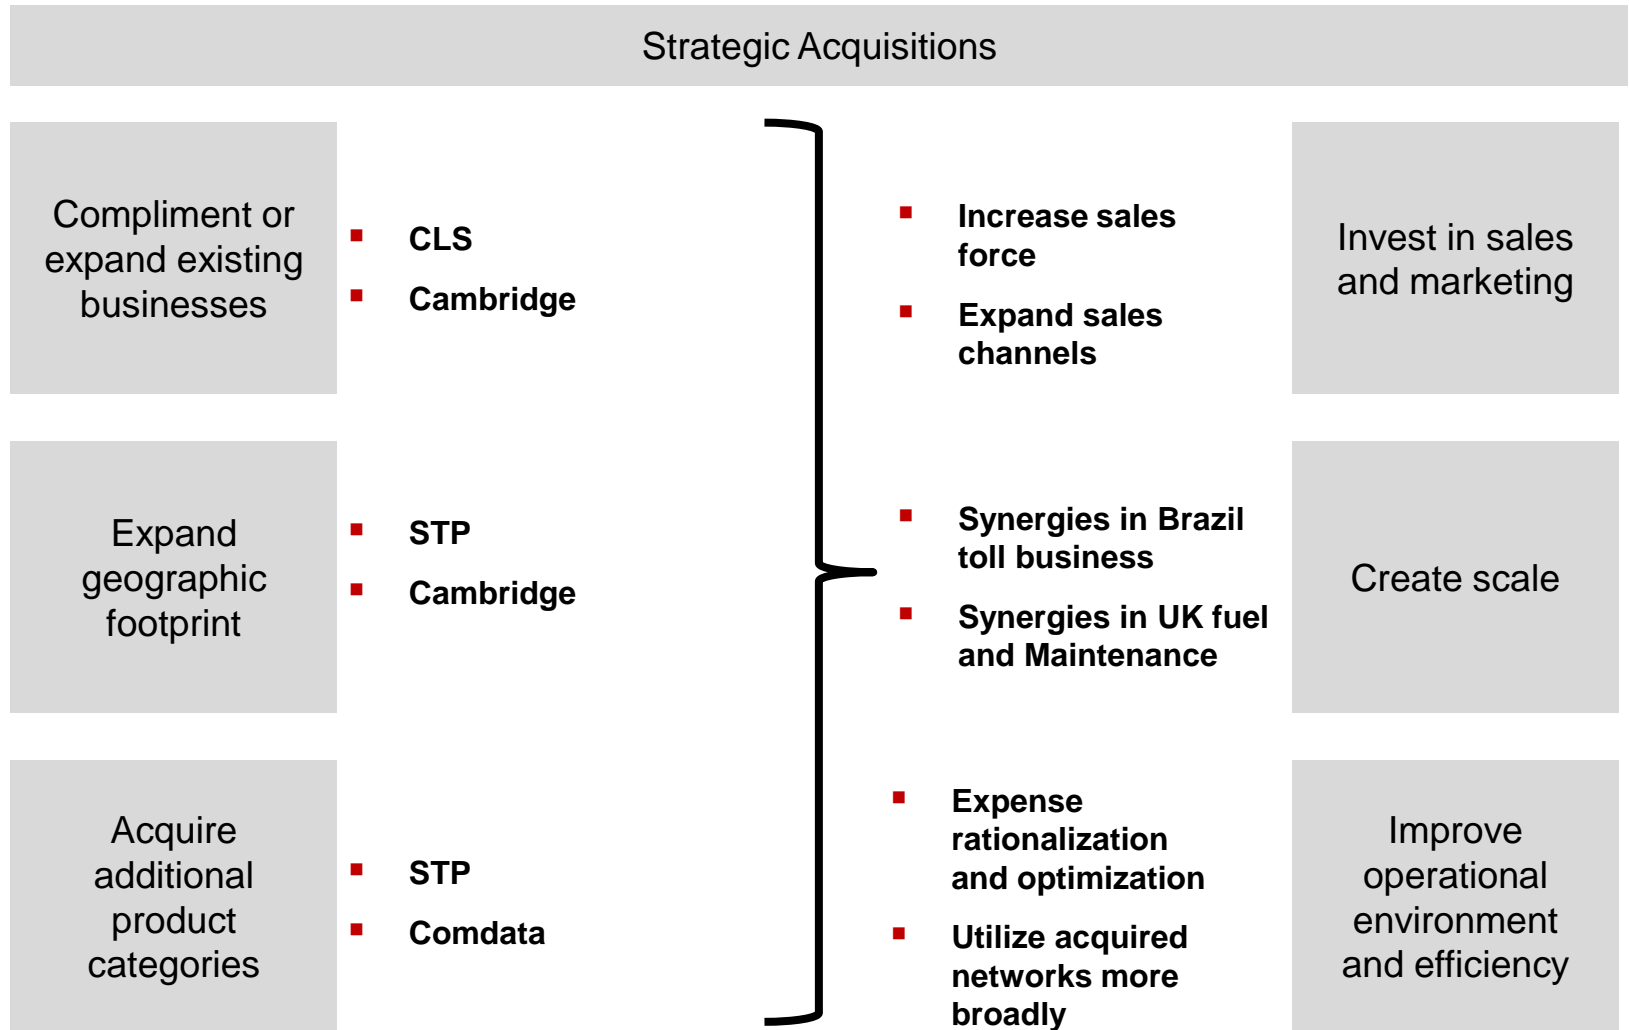 Strategic Acquisitions
Compliment or
expand existing
businesses
CLS
Cambridge
Increase sales
force
Expand sales
channels
Invest in sales
and marketing
Expand
geographic
footprint
STP
Cambridge
Synergies in Brazil
toll business
Synergies in UK fuel
and Maintenance
Create scale
Acquire
additional
product
categories
STP
Comdata
Expense
rationalization
and optimization
Utilize acquired
networks more
broadly
Improve
operational
environment
and efficiency